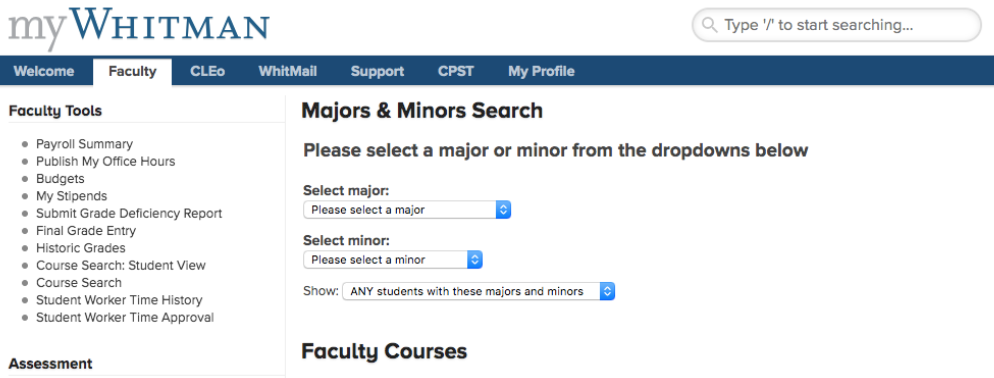 myWHITMAN
Type '/' to start searching...
Welcome Faculty CLEo WhitMail Support CPST My Profile
Faculty Tools
Payroll Summary
Publish My Office Hours
Budgets
My Stipends
Submit Grade Deficiency Report
Final Grade Entry
Historic Grades
Course Search: Student View
Course Search
Student Worker Time History
Student Worker Time Approval
Assessment
Majors & Minors Search
Please select a major or minor from the dropdowns below
Select major:
Please select a major
Select minor:
Please select a minor
Show: ANY students with these majors and minors
Faculty Courses